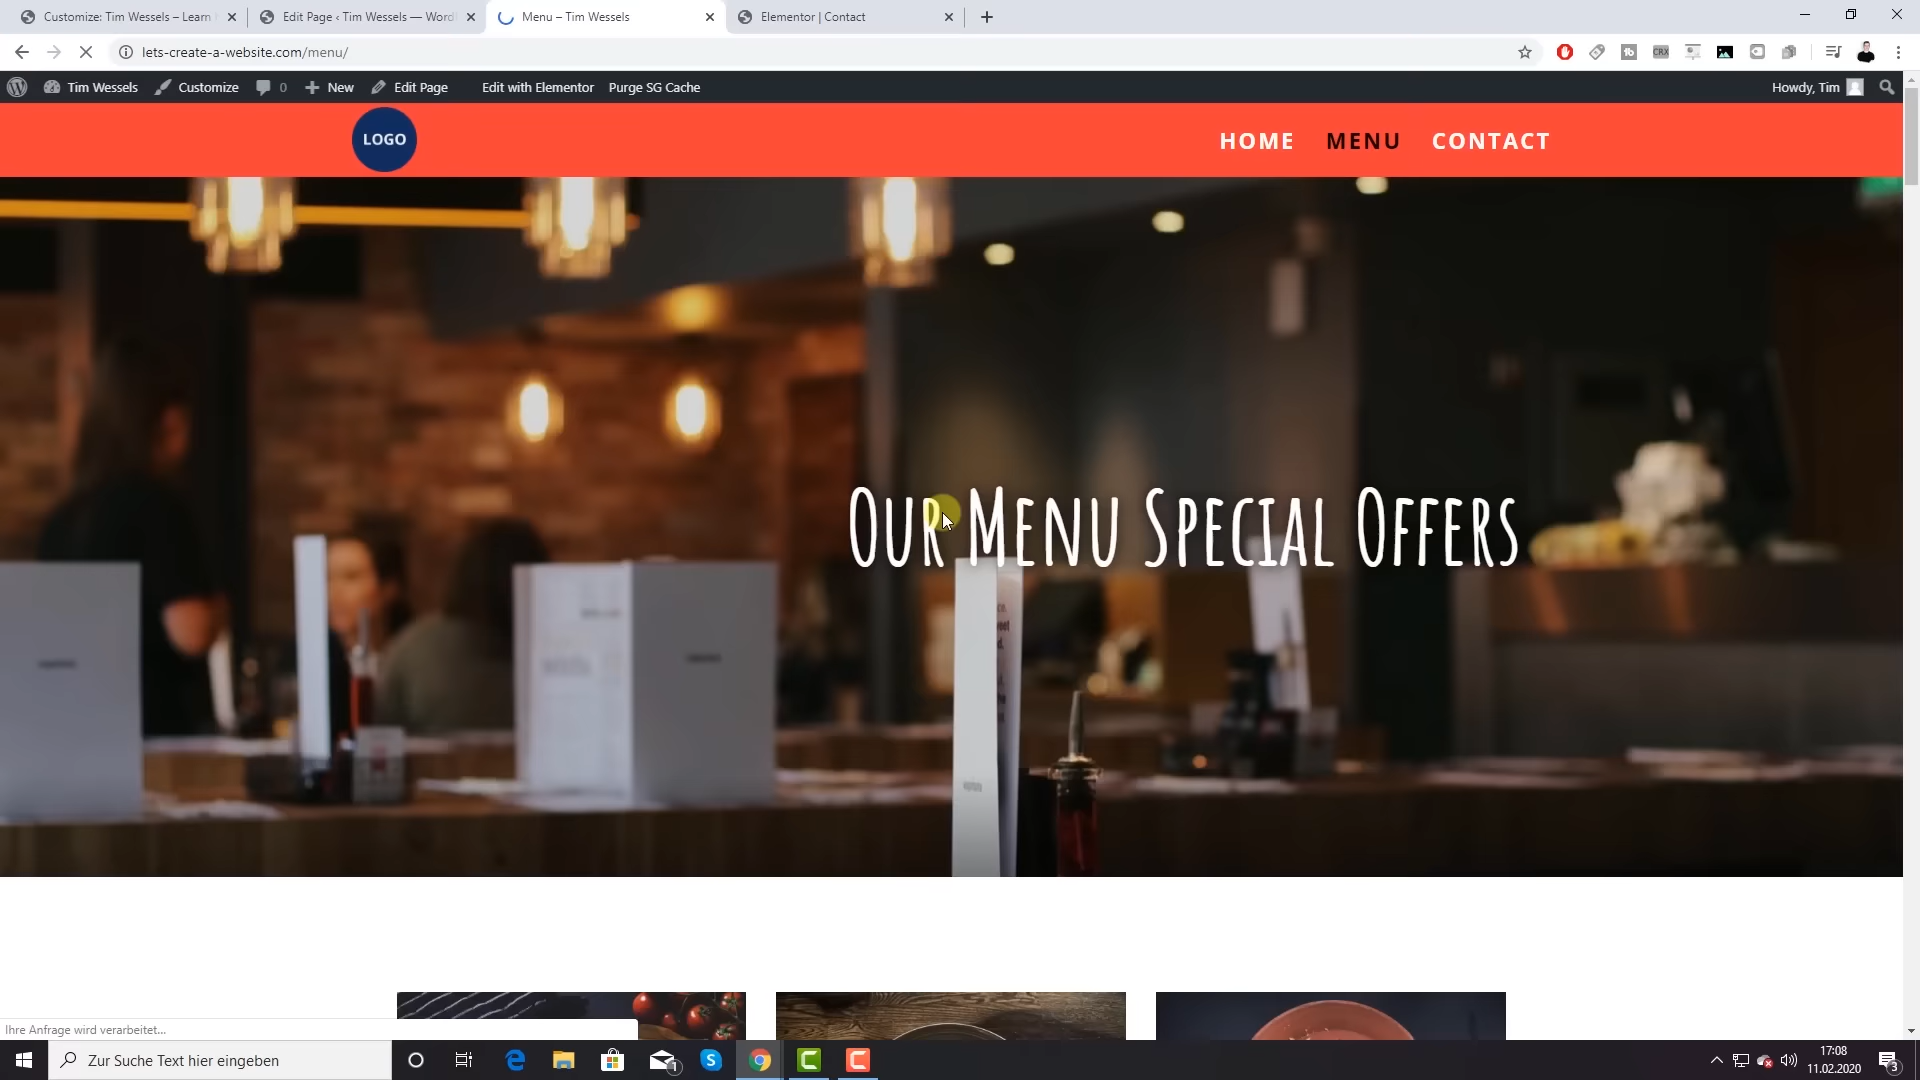 Customize: Tim Wessels – Learn
Edit Page ‹ Tim Wessels — Word
Menu – Tim Wessels
Elementor | Contact
lets-create-a-website.com/menu/
Tim Wessels
Customize
0
New
Edit Page
Edit with Elementor
Purge SG Cache
Howdy, Tim
LOGO
HOME
MENU
CONTACT
Our Menu Special Offers
Ihre Anfrage wird verarbeitet...
Zur Suche Text hier eingeben
17:08
11.02.2020